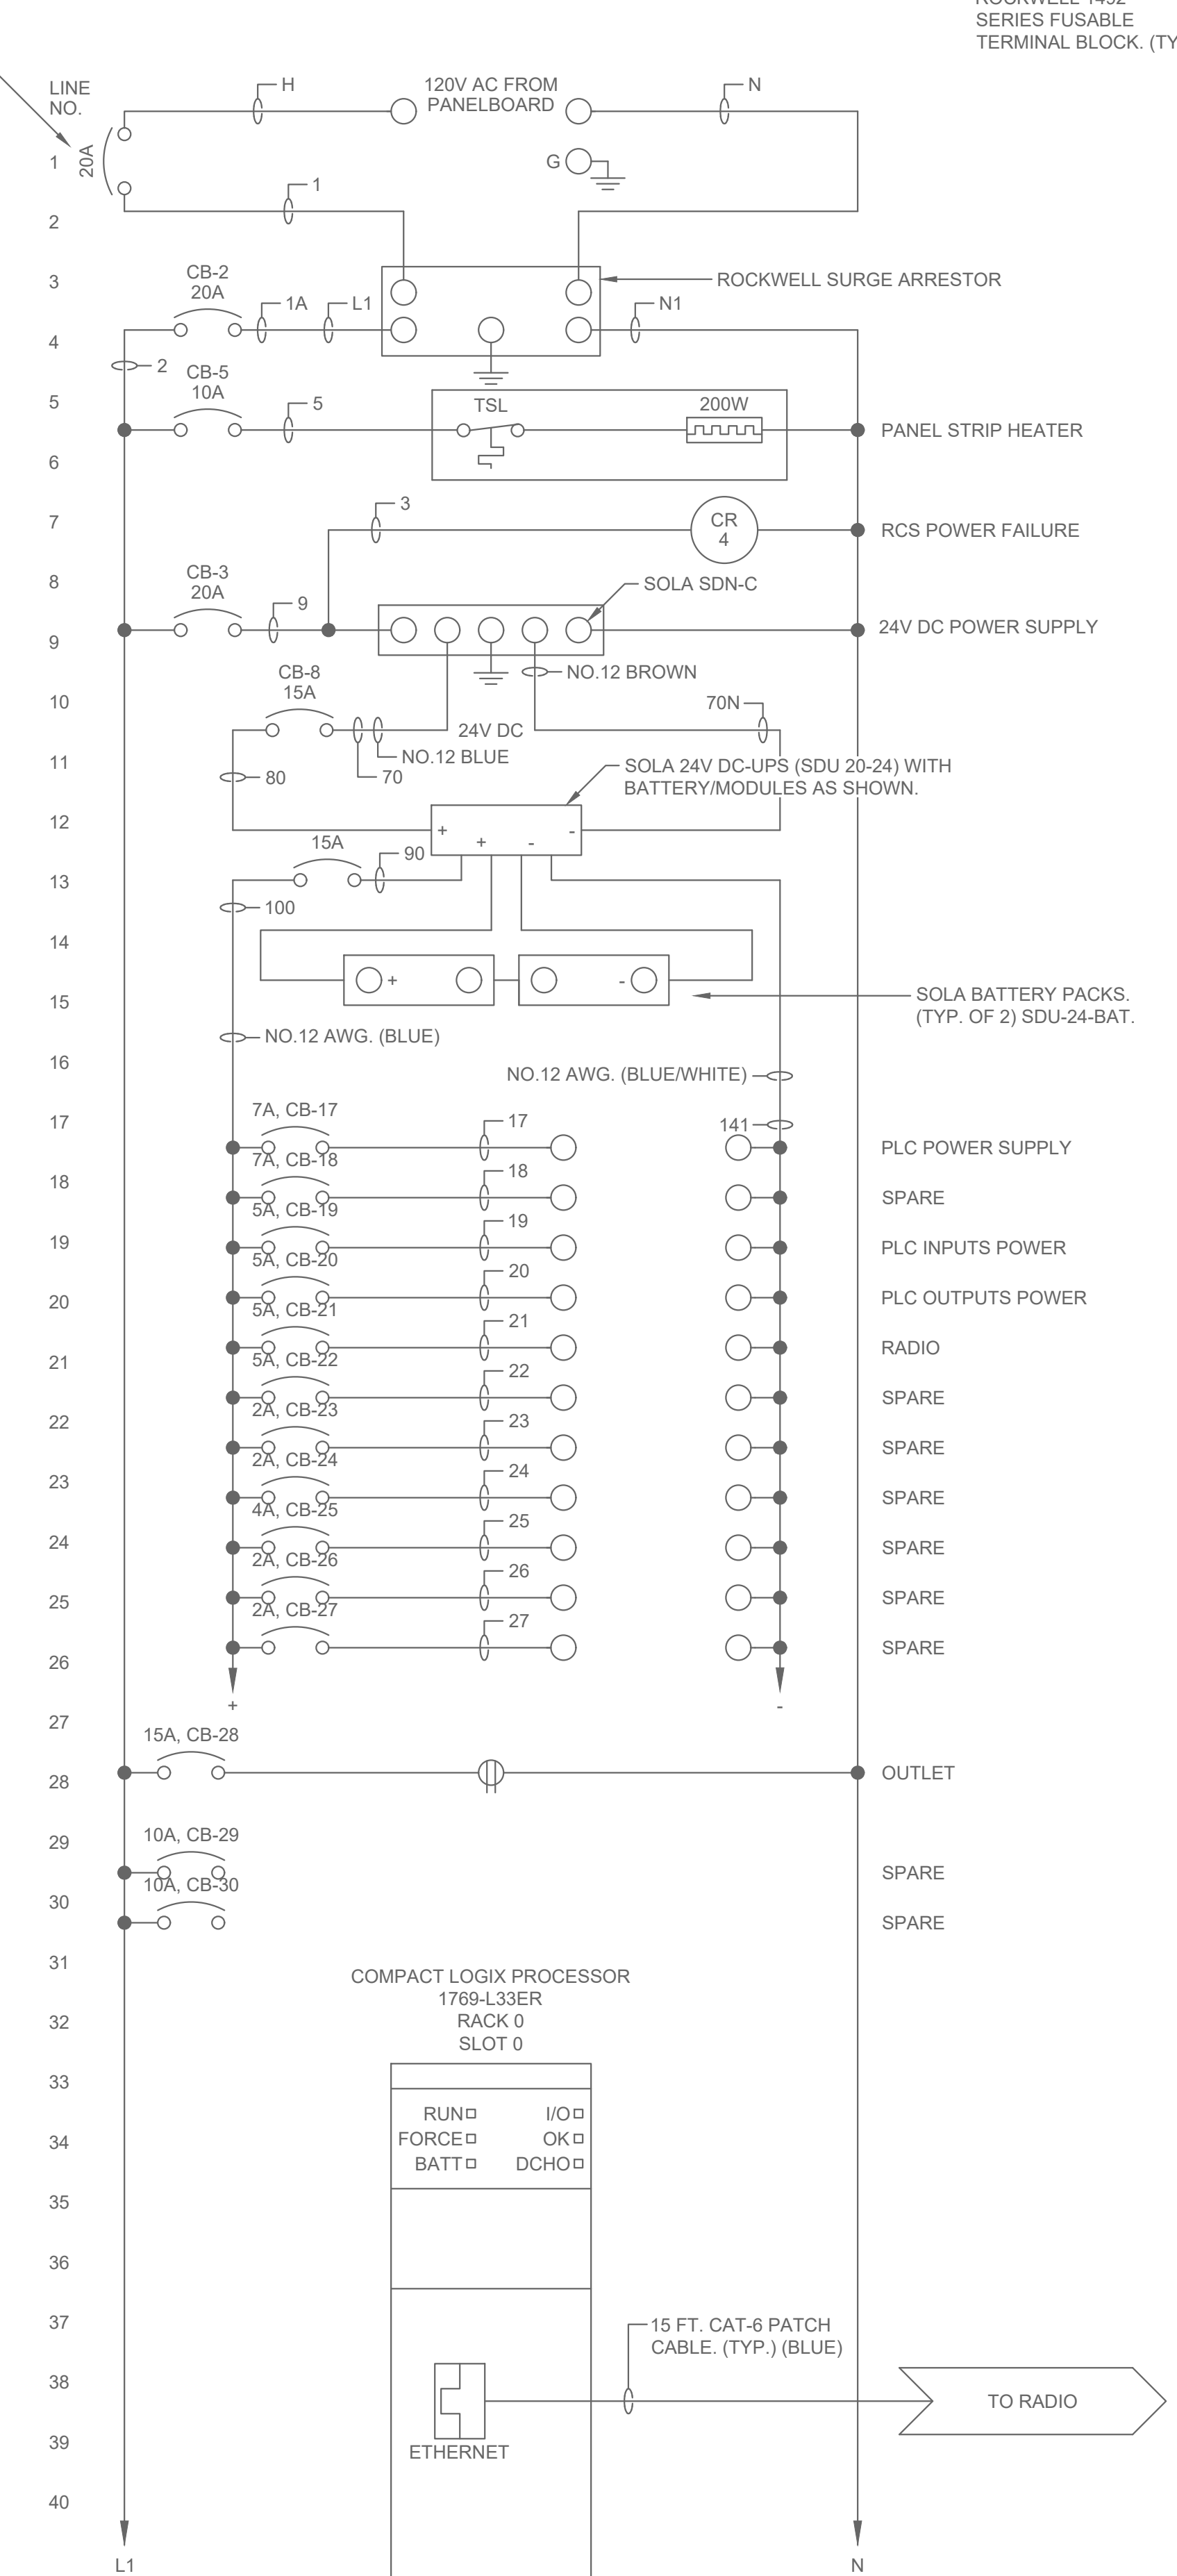 ROCKWELL 1492
SERIES FUSABLE
TERMINAL BLOCK. (TY
LINE
NO.
H
120V AC FROM
PANELBOARD
N
1
20A
G
1
2
3
CB-2
20A
ROCKWELL SURGE ARRESTOR
1A
L1
N1
4
2
CB-5
10A
5
5
TSL
200W
PANEL STRIP HEATER
6
3
7
CR
4
RCS POWER FAILURE
8
CB-3
20A
SOLA SDN-C
9
9
24V DC POWER SUPPLY
NO.12 BROWN
CB-8
15A
10
70N
24V DC
NO.12 BLUE
11
80
70
SOLA 24V DC-UPS (SDU 20-24) WITH
BATTERY/MODULES AS SHOWN.
12
+
+
-
-
15A
90
13
100
14
+
-
15
SOLA BATTERY PACKS.
(TYP. OF 2) SDU-24-BAT.
NO.12 AWG. (BLUE)
16
NO.12 AWG. (BLUE/WHITE)
7A, CB-17
17
17
141
PLC POWER SUPPLY
7A, CB-18
18
18
SPARE
5A, CB-19
19
19
PLC INPUTS POWER
5A, CB-20
20
20
PLC OUTPUTS POWER
5A, CB-21
21
21
RADIO
5A, CB-22
22
22
SPARE
2A, CB-23
23
SPARE
2A, CB-24
23
24
SPARE
4A, CB-25
24
25
SPARE
2A, CB-26
25
26
SPARE
2A, CB-27
27
SPARE
26
+
-
27
15A, CB-28
28
OUTLET
29
10A, CB-29
SPARE
10A, CB-30
30
SPARE
31
COMPACT LOGIX PROCESSOR
1769-L33ER
RACK 0
SLOT 0
32
33
RUN
I/O
34
FORCE
OK
BATT
DCHO
35
36
37
15 FT. CAT-6 PATCH
CABLE. (TYP.) (BLUE)
38
TO RADIO
39
ETHERNET
40
L1
N